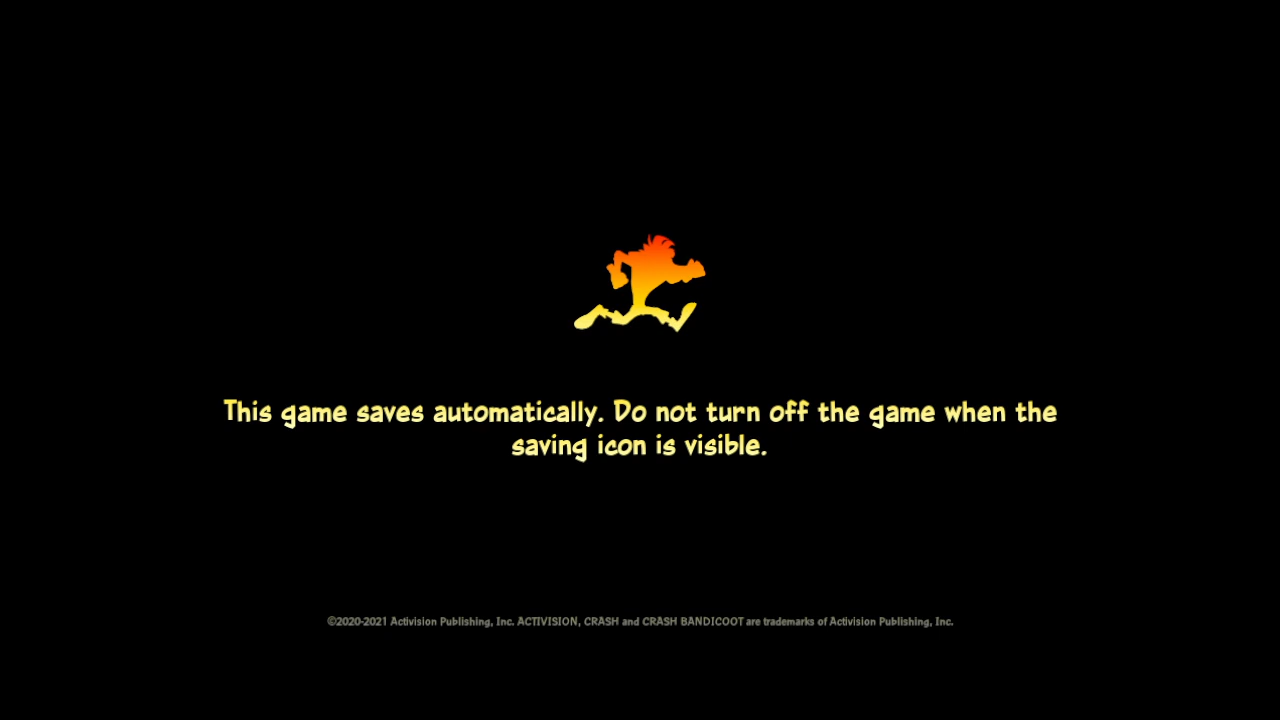 This game saves automatically. Do not turn off the game when the
saving icon is visible.
©2020-2021 Activision Publishing, Inc. ACTIVISION, CRASH and CRASH BANDICOOT are trademarks of Activision Publishing, Inc.